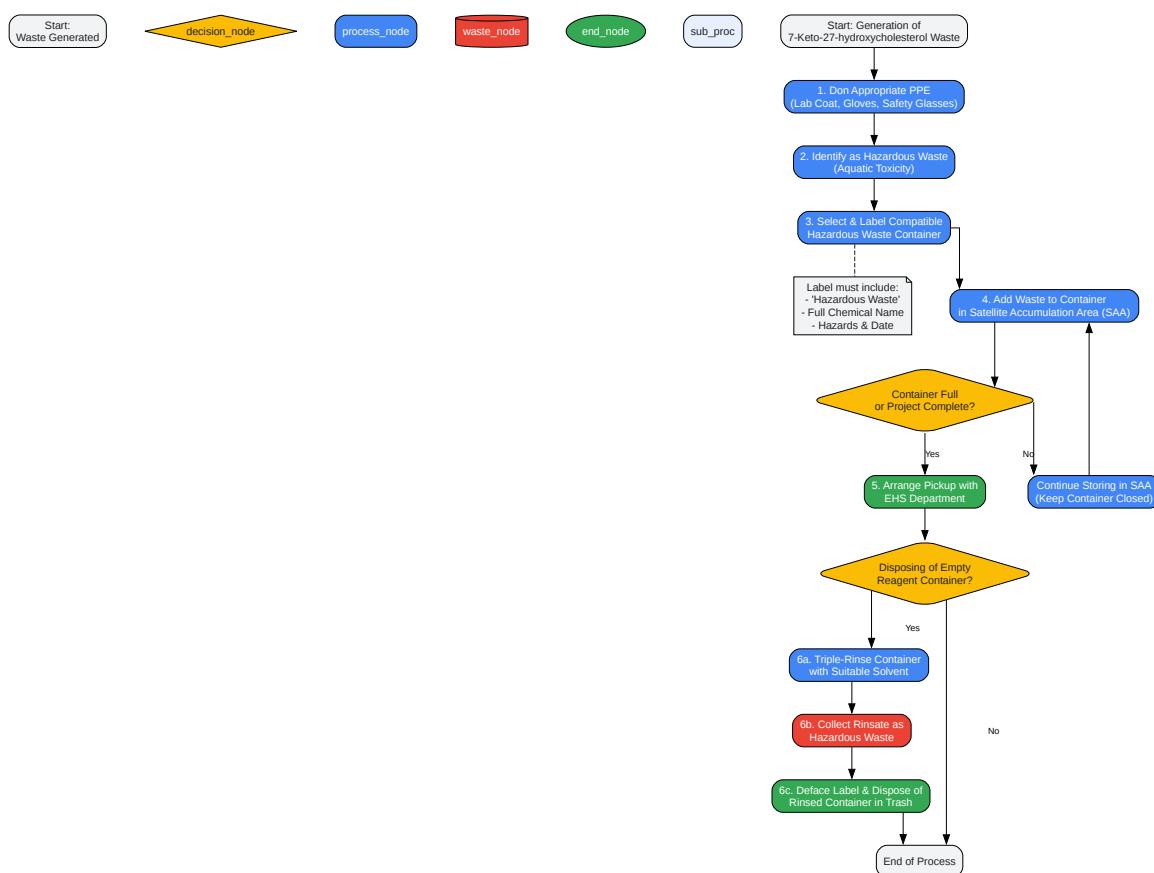 Start:
Waste Generated
decision_node
process_node
waste_node
end_node
sub_proc
Start: Generation of
7-Keto-27-hydroxycholesterol Waste
1. Don Appropriate PPE
(Lab Coat, Gloves, Safety Glasses)
2. Identify as Hazardous Waste
(Aquatic Toxicity)
3. Select & Label Compatible
Hazardous Waste Container
Label must include:
- 'Hazardous Waste'
- Full Chemical Name
- Hazards & Date
4. Add Waste to Container
in Satellite Accumulation Area (SAA)
Container Full
or Project Complete?
Yes
No
5. Arrange Pickup with
EHS Department
Continue Storing in SAA
(Keep Container Closed)
Disposing of Empty
Reagent Container?
Yes
6a. Triple-Rinse Container
with Suitable Solvent
6b. Collect Rinsate as
Hazardous Waste
No
6c. Deface Label & Dispose of
Rinsed Container in Trash
End of Process